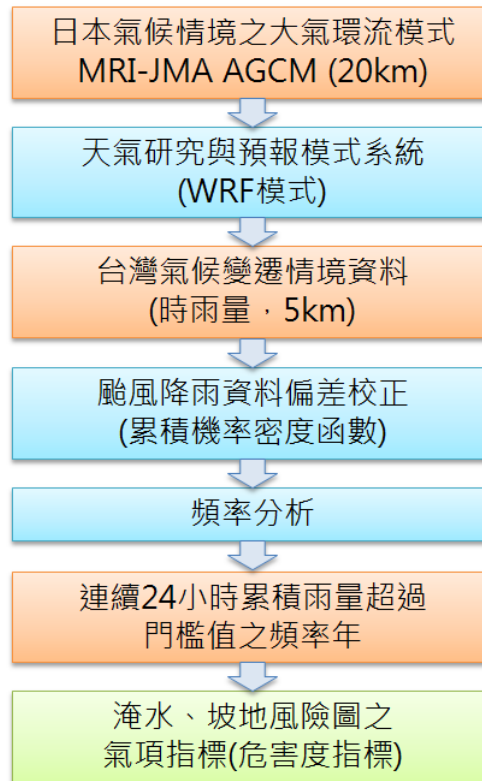 日本氣候情境之大氣環流模式
MRI-JMA AGCM (20km)
天氣研究與預報模式系統
(WRF模式)
台灣氣候變遷情境資料
(時雨量，5km)
颱風降雨資料偏差校正
(累積機率密度函數)
頻率分析
連續24小時累積雨量超過
門檻值之頻率年
淹水、坡地風險圖之
氣項指標(危害度指標)